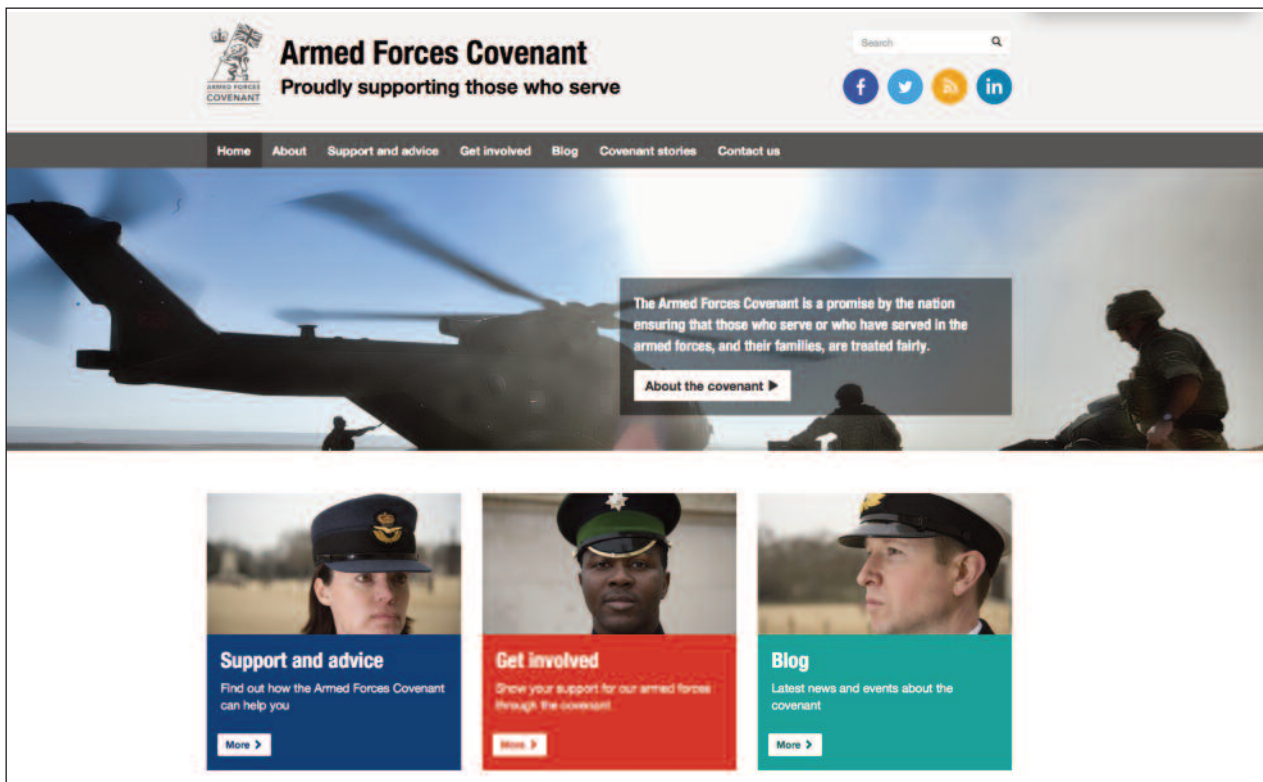 ARMED FORCES
COVENANT
Armed Forces Covenant
Proudly supporting those who serve
Search
Home About Support and advice Get involved Blog Covenant stories Contact us
The Armed Forces Covenant is a promise by the nation
ensuring that those who serve or who have served in the
armed forces, and their families, are treated fairly.
About the covenant
Support and advice
Find out how the Armed Forces Covenant
can help you
More
Get involved
Show your support for our armed forces
through the covenant
More
Blog
Latest news and events about the
covenant
More